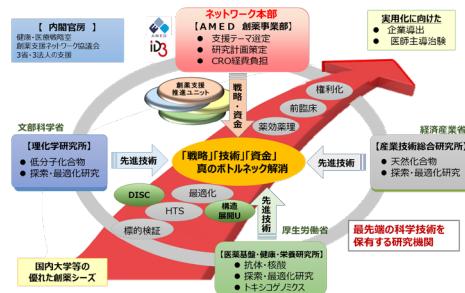 【内閣官房】
健康・医療戦略室
創薬支援ネットワーク協議会
3省・3法人の支援
AMED
iD3
ネットワーク本部
【AMED 創薬事業部】
● 支援テーマ選定
● 研究計画策定
● CRO経費負担
実用化に向けた
● 企業導出
● 医師主導治験
創薬支援
推進ユニット
戦略・資金
権利化
前臨床
薬効薬理
文部科学省
【理化学研究所】
● 低分子化合物
● 探索・最適化研究
先進技術
「戦略」「技術」「資金」
真のボトルネック解消
先進技術
経済産業省
【産業技術総合研究所】
● 天然化合物
● 探索・最適化研究
DISC
最適化
HTS
構造
展開U
標的検証
先進技術
厚生労働省
【医薬基盤・健康・栄養研究所】
● 抗体・核酸
● 探索・最適化研究
● トキシコゲノミクス
国内大学等の
優れた創薬シーズ
最先端の科学技術を
保有する研究機関